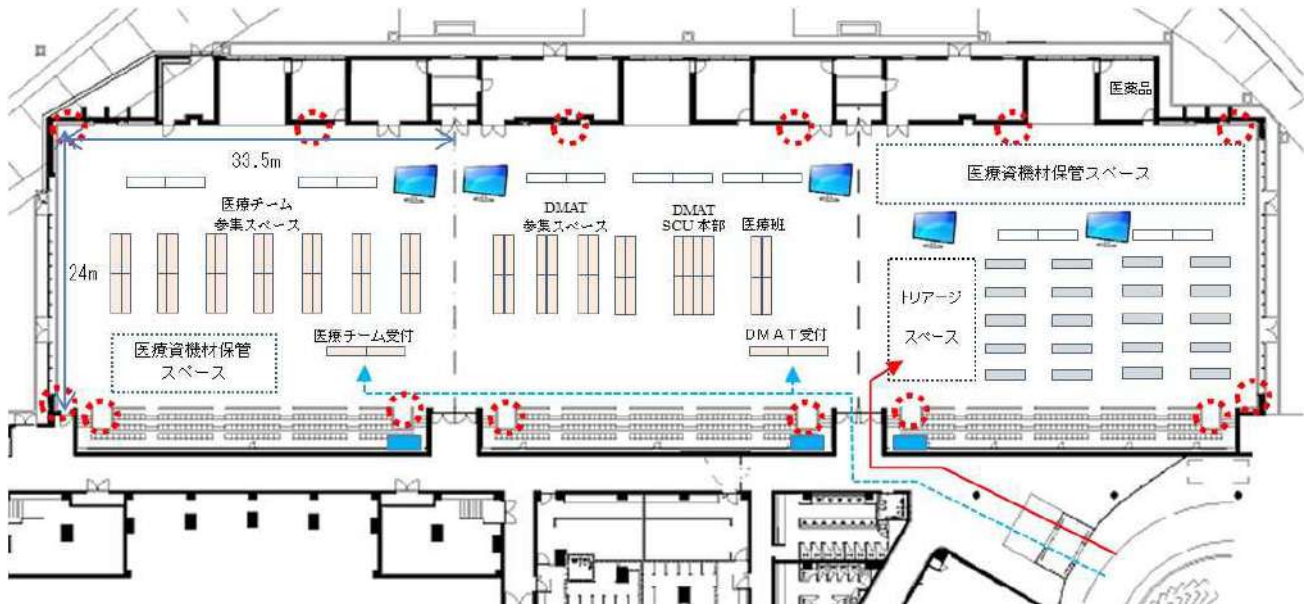 医薬品
33.5m
医療資機材保管スペース
医療チーム
参集スペース
DMAT
参集スペース
DMAT
SCU本部
医療班
24m
トリアージ
スペース
医療チーム受付
DMAT受付
医療資機材保管
スペース